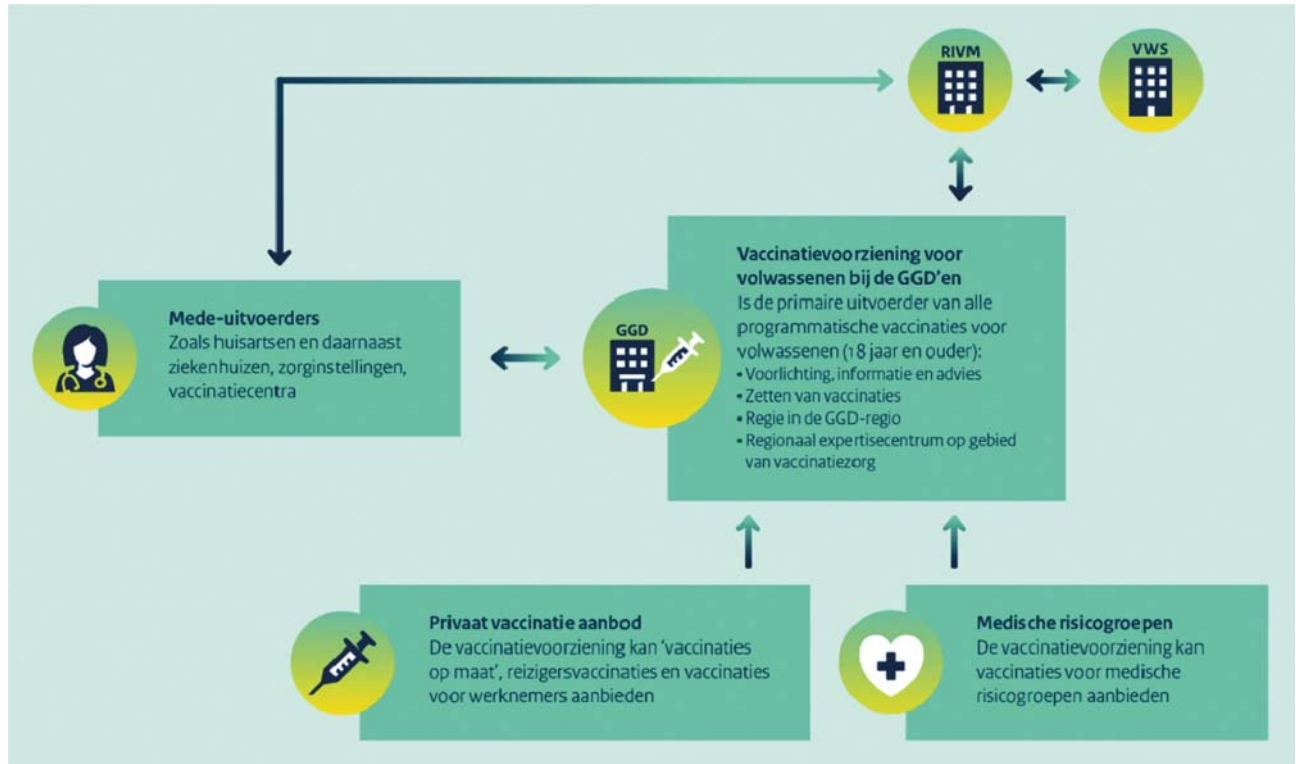 RIVM
VWS
Vaccinatievoorziening voor
volwassenen bij de GGD'en
Is de primaire uitvoerder van alle
programmatische vaccinaties voor
volwassenen (18 jaar en ouder):
• Voorlichting, informatie en advies
• Zetten van vaccinaties
• Regie in de GGD-regio
• Regionaal expertisecentrum op gebied
van vaccinatiezorg
Mede-uitvoerders
Zoals huisartsen en daarnaast
ziekenhuizen, zorginstellingen,
vaccinatiecentra
GGD
Privaat vaccinatie aanbod
De vaccinatievoorziening kan 'vaccinaties
op maat', reizigersvaccinaties en vaccinaties
voor werknemers aanbieden
Medische risicogroepen
De vaccinatievoorziening kan
vaccinaties voor medische
risicogroepen aanbieden